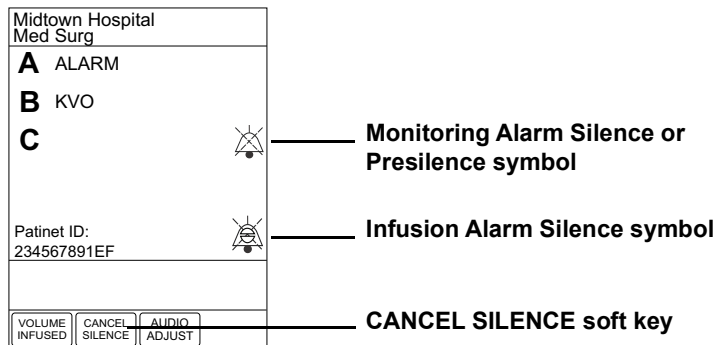 Midtown Hospital
Med Surg
A ALARM
B KVO
C
Monitoring Alarm Silence or
Presilence symbol
Patinet ID:
234567891EF
Infusion Alarm Silence symbol
VOLUME
INFUSED
CANCEL
SILENCE
AUDIO
ADJUST
CANCEL SILENCE soft key